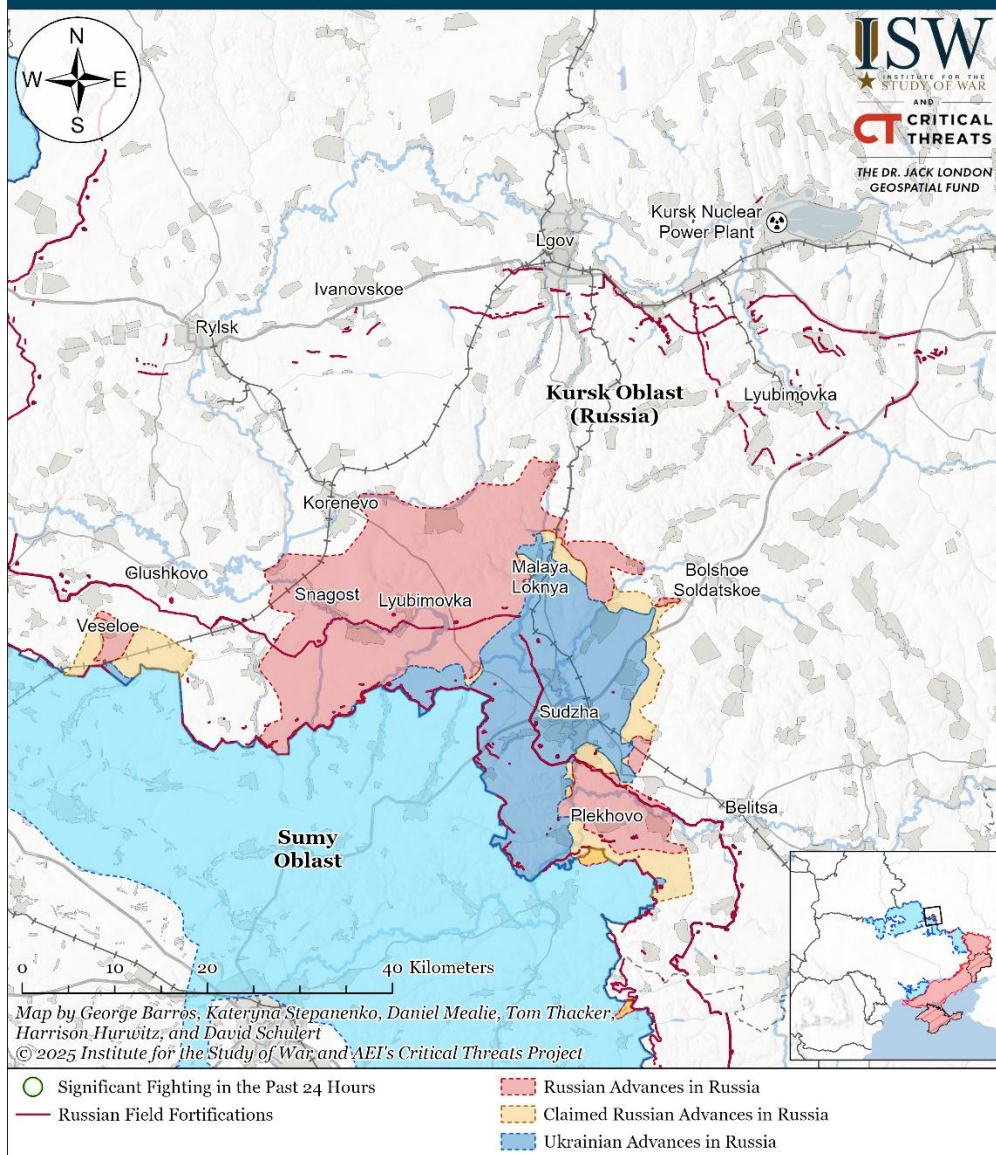 N
W
E
S
ISW
INSTITUTE FOR THE
STUDY OF WAR
AND
CT CRITICAL
THREATS
THE DR. JACK LONDON
GEOSPATIAL FUND
Kursk Nuclear
Power Plant
Lgov
Ivanovskoe
Rylsk
Kursk Oblast
(Russia)
Lyubimovka
Korenevo
Malaya
Loknya
Bolshoe
Soldatskoe
Glushkovo
Snagost
Lyubimovka
Veseloe
Sudzha
Plekhovo
Belitsa
Sumy
Oblast
0 10 20 40 Kilometers
Map by George Barros, Kateryna Stepanenko, Daniel Mealie, Tom Thacker,
Harrison Hurwitz, and David Schulert
© 2025 Institute for the Study of War and AEI's Critical Threats Project
Significant Fighting in the Past 24 Hours
Russian Field Fortifications
Russian Advances in Russia
Claimed Russian Advances in Russia
Ukrainian Advances in Russia